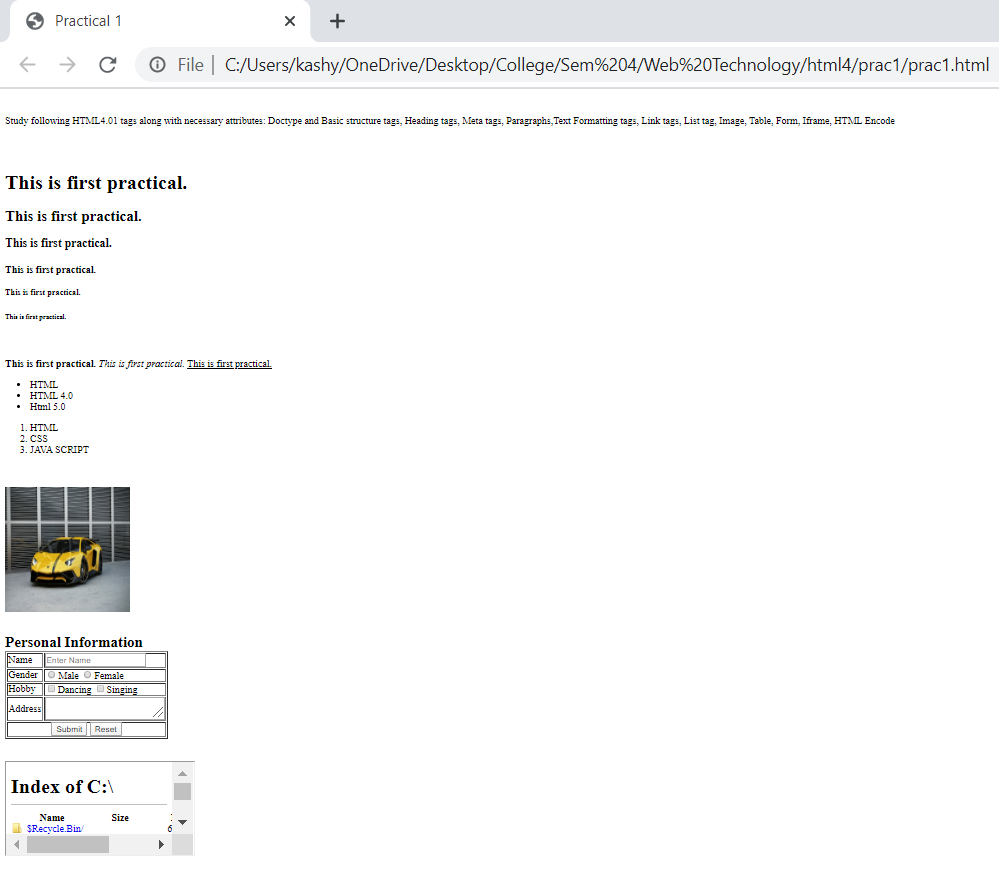 Practical 1
File | C:/Users/kashy/OneDrive/Desktop/College/Sem%204/Web%20Technology/html4/prac1/prac1.html
Study following HTML4.01 tags along with necessary attributes: Doctype and Basic structure tags, Heading tags, Meta tags, Paragraphs,Text Formatting tags, Link tags, List tag, Image, Table, Form, Iframe, HTML Encode
This is first practical.
This is first practical.
This is first practical.
This is first practical.
This is first practical.
This is first practical.
This is first practical. This is first practical. This is first practical.
• HTML
• HTML 4.0
• Html 5.0
1. HTML
2. CSS
3. JAVA SCRIPT
Personal Information
Name Enter Name
Gender Male Female
Hobby Dancing Singing
Address
Submit Reset
Index of C:\
Name Size
$Recycle.Bin/